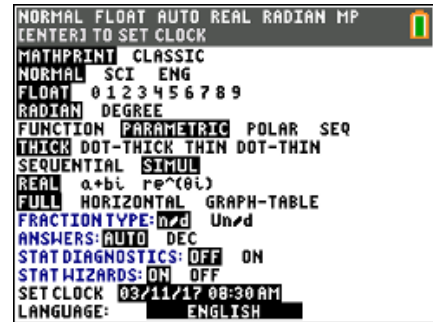 NORMAL FLOAT AUTO REAL RADIAN MP
[ENTER] TO SET CLOCK
MATHPRINT CLASSIC
NORMAL SCI ENG
FLOAT 0 1 2 3 4 5 6 7 8 9
RADIAN DEGREE
FUNCTION PARAMETRIC POLAR SEQ
THICK DOT-THICK THIN DOT-THIN
SEQUENTIAL SIMUL
REAL a+bi re^(θi)
FULL HORIZONTAL GRAPH-TABLE
FRACTION TYPE: n/d Un/d
ANSWERS: AUTO DEC
STAT DIAGNOSTICS: OFF ON
STAT WIZARDS: ON OFF
SET CLOCK 03/11/17 08:30 AM
LANGUAGE: ENGLISH